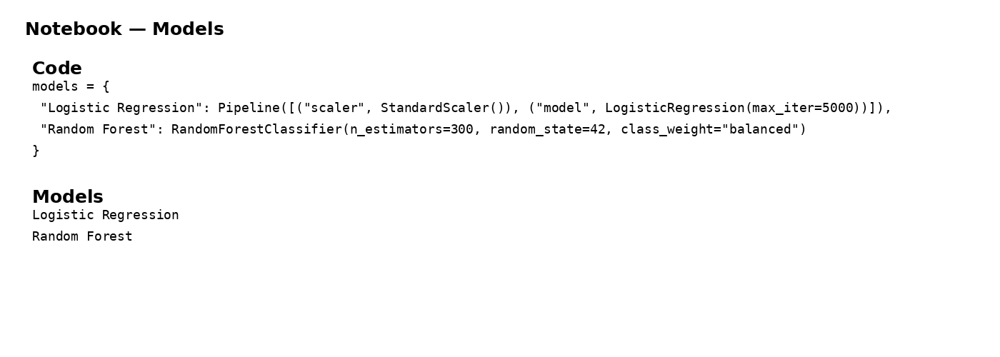 Notebook — Models
Code
models = {
 "Logistic Regression": Pipeline([("scaler", StandardScaler()), ("model", LogisticRegression(max_iter=5000))]),
 "Random Forest": RandomForestClassifier(n_estimators=300, random_state=42, class_weight="balanced")
}
Models
Logistic Regression
Random Forest